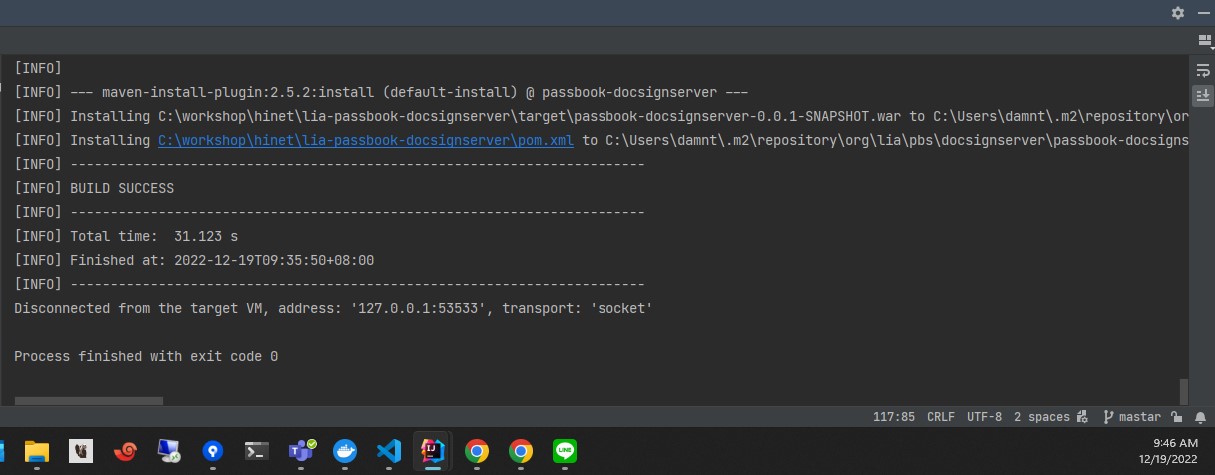 [INFO]
[INFO] --- maven-install-plugin:2.5.2:install (default-install) @ passbook-docsignserver ---
[INFO] Installing C:\workshop\hinet\lia-passbook-docsignserver\target\passbook-docsignserver-0.0.1-SNAPSHOT.war to C:\Users\damnt\.m2\repository\or
[INFO] Installing C:\workshop\hinet\lia-passbook-docsignserver\pom.xml to C:\Users\damnt\.m2\repository\org\lia\pbs\docsignserver\passbook-docsigns
[INFO] ------------------------------------------------------------------------
[INFO] BUILD SUCCESS
[INFO] ------------------------------------------------------------------------
[INFO] Total time:  31.123 s
[INFO] Finished at: 2022-12-19T09:35:50+08:00
[INFO] ------------------------------------------------------------------------
Disconnected from the target VM, address: '127.0.0.1:53533', transport: 'socket'
Process finished with exit code 0
117:85 CRLF UTF-8 2 spaces mastar
IJ
LINE
9:46 AM
12/19/2022